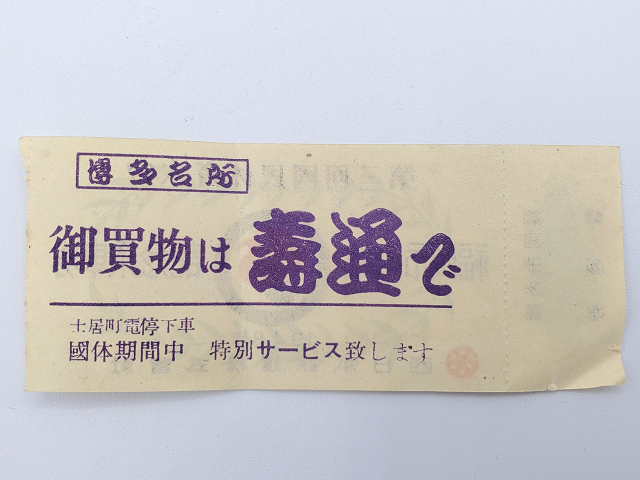 博多名所
御買物は寿通で
土居町電停下車
國体期間中　特別サービス致します